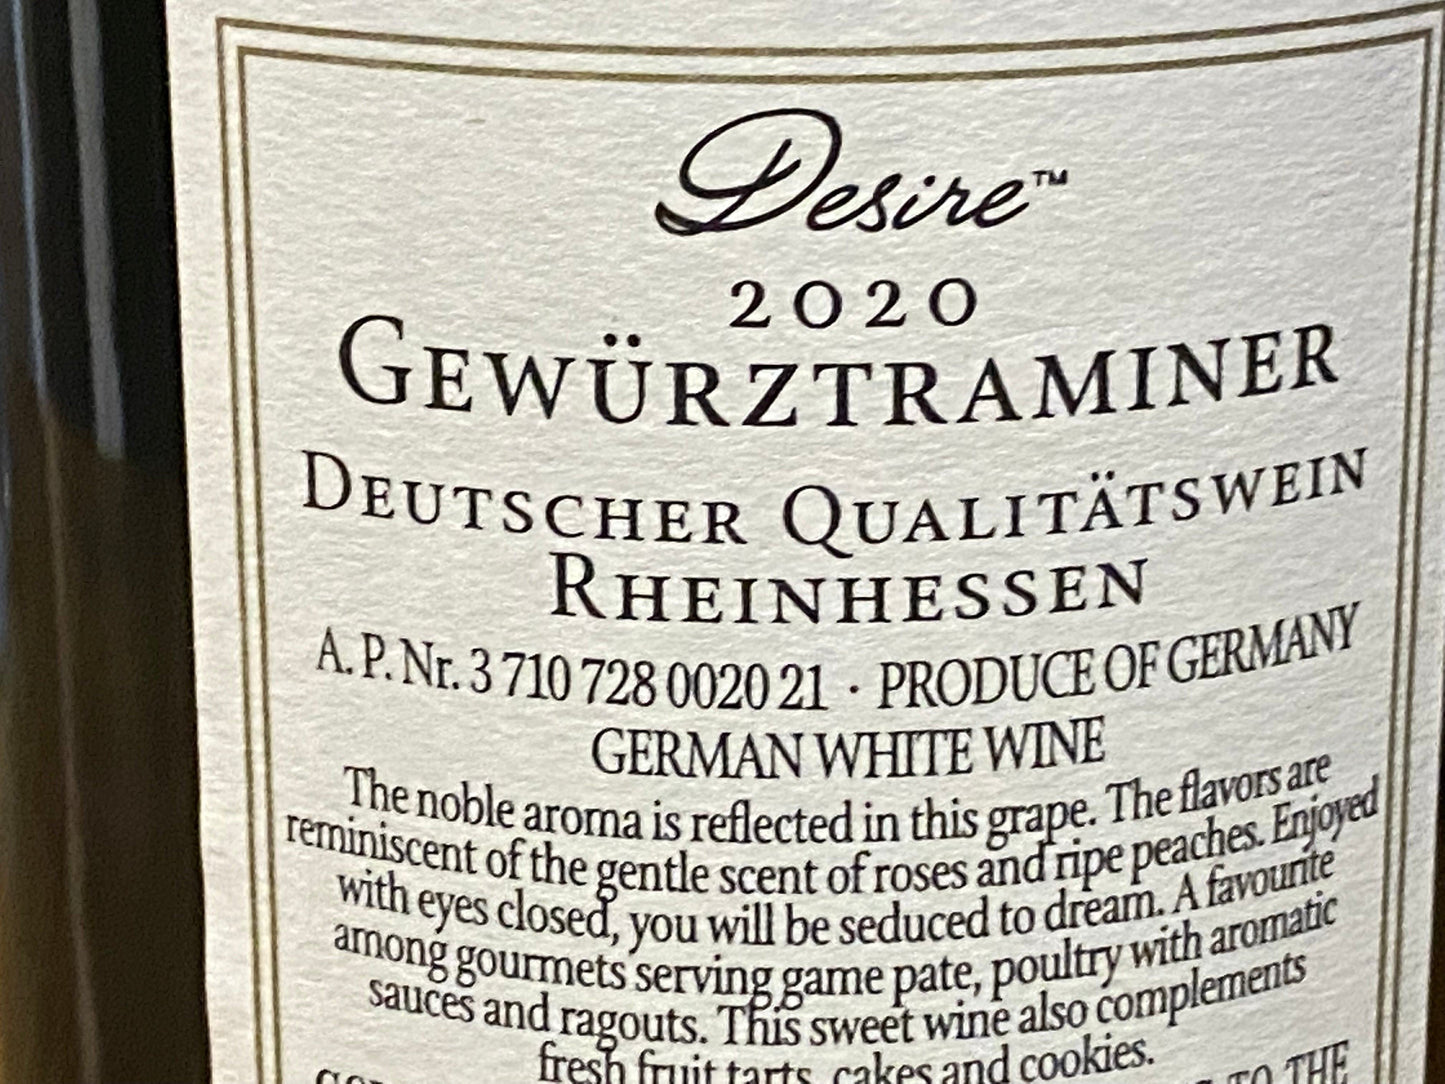 Desire™
2020
GEWÜRZTRAMINER
DEUTSCHER QUALITÄTSWEIN
RHEINHESSEN
A. P. Nr. 3 710 728 0020 21 · PRODUCE OF GERMANY
GERMAN WHITE WINE
The noble aroma is reflected in this grape. The flavors are
reminiscent of the gentle scent of roses and ripe peaches. Enjoyed
with eyes closed, you will be seduced to dream. A favourite
among gourmets serving game pate, poultry with aromatic
sauces and ragouts. This sweet wine also complements
fresh fruit tarts, cakes and cookies.
TO THE